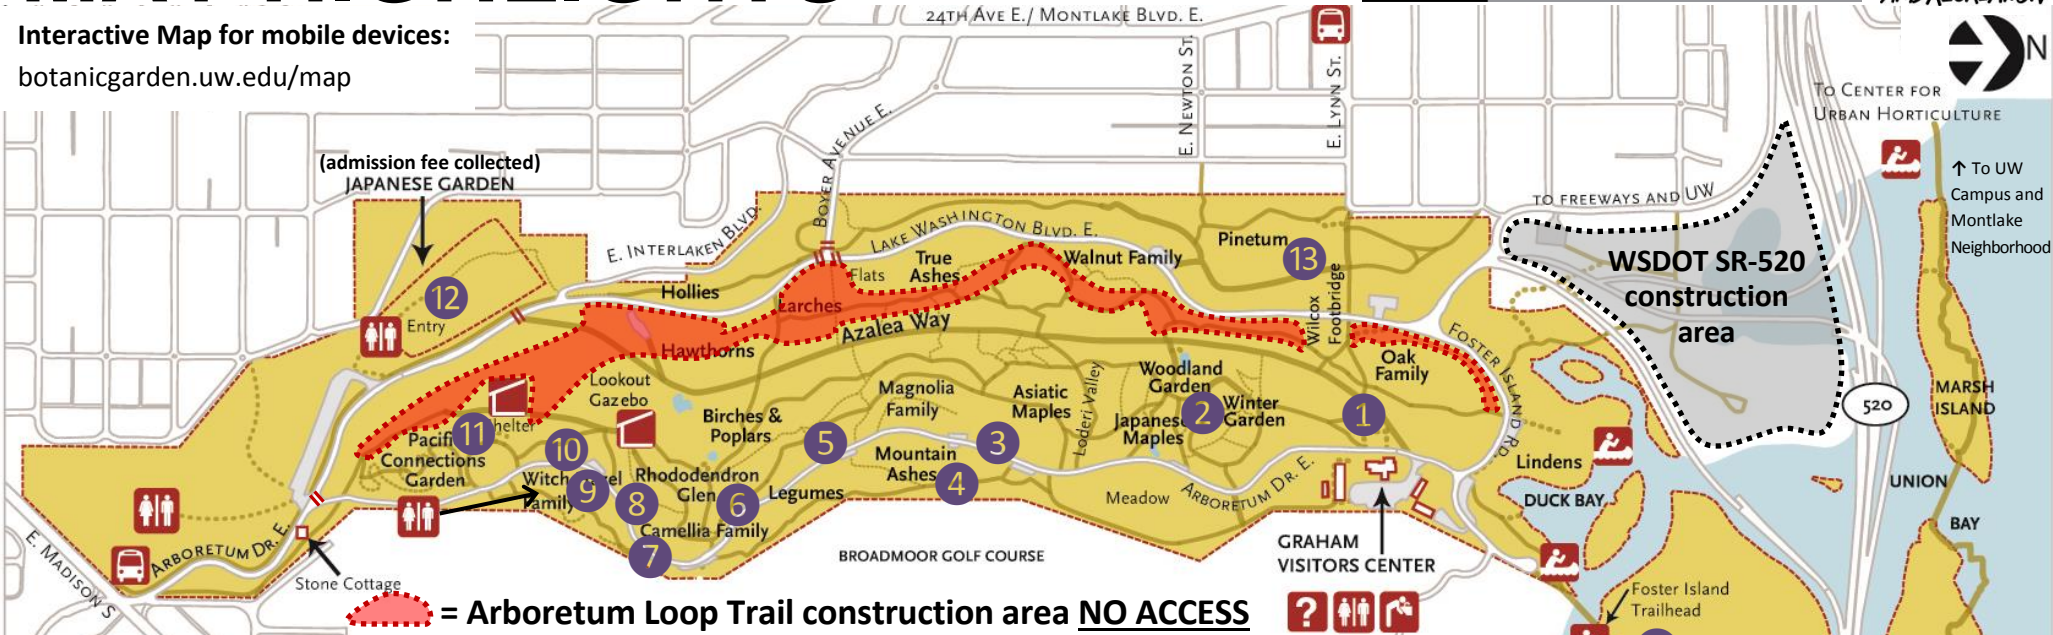 Interactive Map for mobile devices:
botanicgarden.uw.edu/map
24TH AVE E./ MONTLAKE BLVD. E.
N
TO CENTER FOR
URBAN HORTICULTURE
E. NEWTON ST.
E. LYNN ST.
BOYER AVENUE E.
(admission fee collected)
JAPANESE GARDEN
↑ To UW
Campus and
Montlake
Neighborhood
TO FREEWAYS AND UW
E. INTERLAKEN BLVD.
LAKE WASHINGTON BLVD. E.
Pinetum
13
Walnut Family
True
Ashes
Flats
Hollies
Larches
12
Entry
WSDOT SR-520
construction
area
Wilcox
Footbridge
Azalea Way
Hawthorns
FOSTER ISLAND RD.
Oak
Family
Lookout
Gazebo
Magnolia
Family
Asiatic
Maples
Loderi Valley
Woodland
Garden
Japanese
Maples
2
Winter
Garden
1
MARSH
ISLAND
520
Birches &
Poplars
5
3
Mountain
Ashes
4
11
10
Pacific
Connections
Garden
9
8
Rhododendron
Glen
6
Legumes
Camellia Family
7
Meadow
ARBORETUM DR. E.
Lindens
DUCK BAY
UNION
BAY
BROADMOOR GOLF COURSE
GRAHAM
VISITORS CENTER
ARBORETUM DR. E.
E. MADISON S
Stone Cottage
Foster Island
Trailhead
= Arboretum Loop Trail construction area NO ACCESS
?